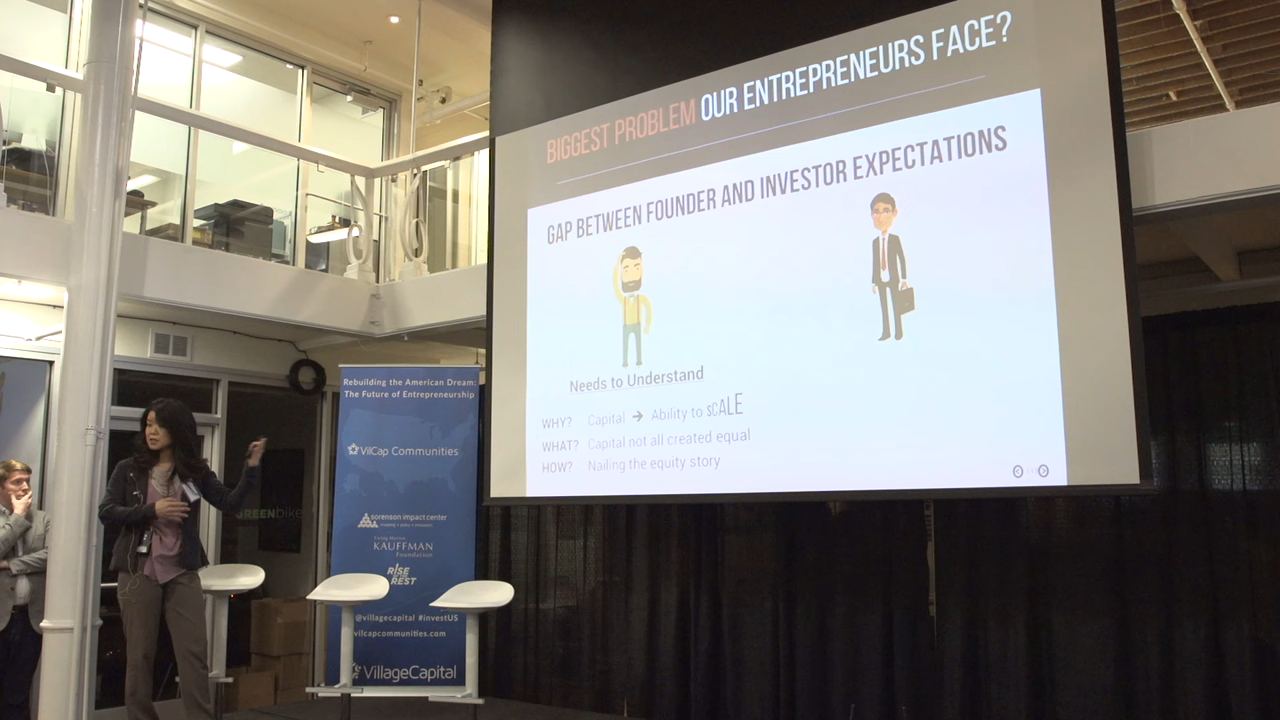 BIGGEST PROBLEM OUR ENTREPRENEURS FACE?
GAP BETWEEN FOUNDER AND INVESTOR EXPECTATIONS
Needs to Understand
WHY? Capital → Ability to SCALE
WHAT? Capital not all created equal
HOW? Nailing the equity story
Rebuilding the American Dream:
The Future of Entrepreneurship
VilCap Communities
sorenson impact center
Ewing Marion
KAUFFMAN
Foundation
RISE
REST
@villagecapital #investUS
vilcapcommunities.com
VillageCapital
GREENbike